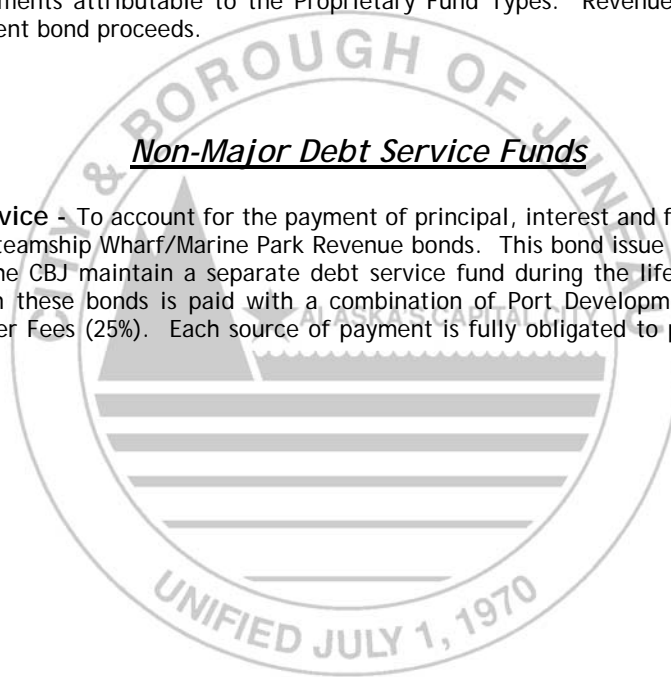 ments attributable to the Proprietary Fund Types. Revenue
ent bond proceeds.
CITY & BOROUGH OF JUNEAU
Non-Major Debt Service Funds
vice - To account for the payment of principal, interest and f
teamship Wharf/Marine Park Revenue bonds. This bond issue
he CBJ maintain a separate debt service fund during the life
n these bonds is paid with a combination of Port Developm
er Fees (25%). Each source of payment is fully obligated to p
ALASKA'S CAPITAL CITY
UNIFIED JULY 1, 1970